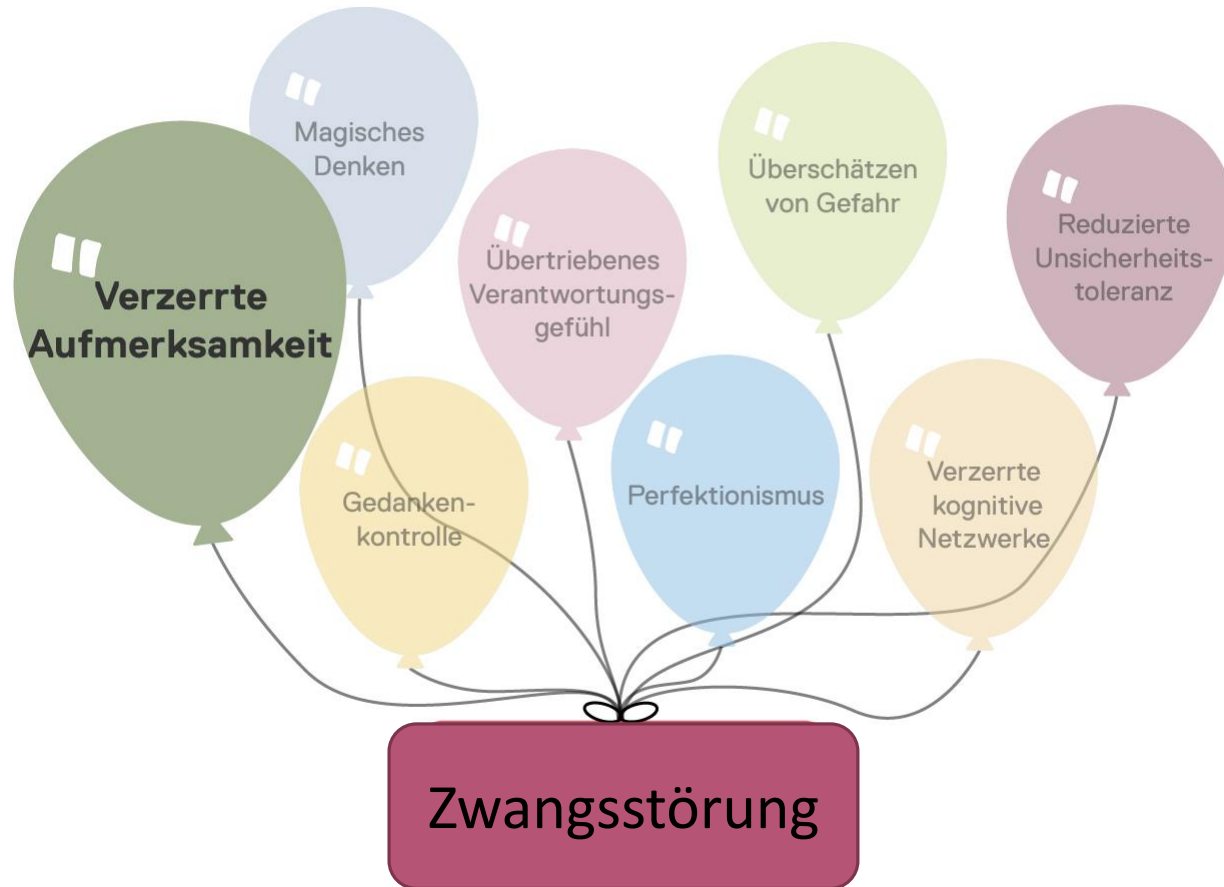 Magisches
Denken
Verzerrte
Aufmerksamkeit
Übertriebenes
Verantwortungs-
gefühl
Überschätzen
von Gefahr
Reduzierte
Unsicherheits-
toleranz
Gedanken-
kontrolle
Perfektionismus
Verzerrte
kognitive
Netzwerke
Zwangsstörung